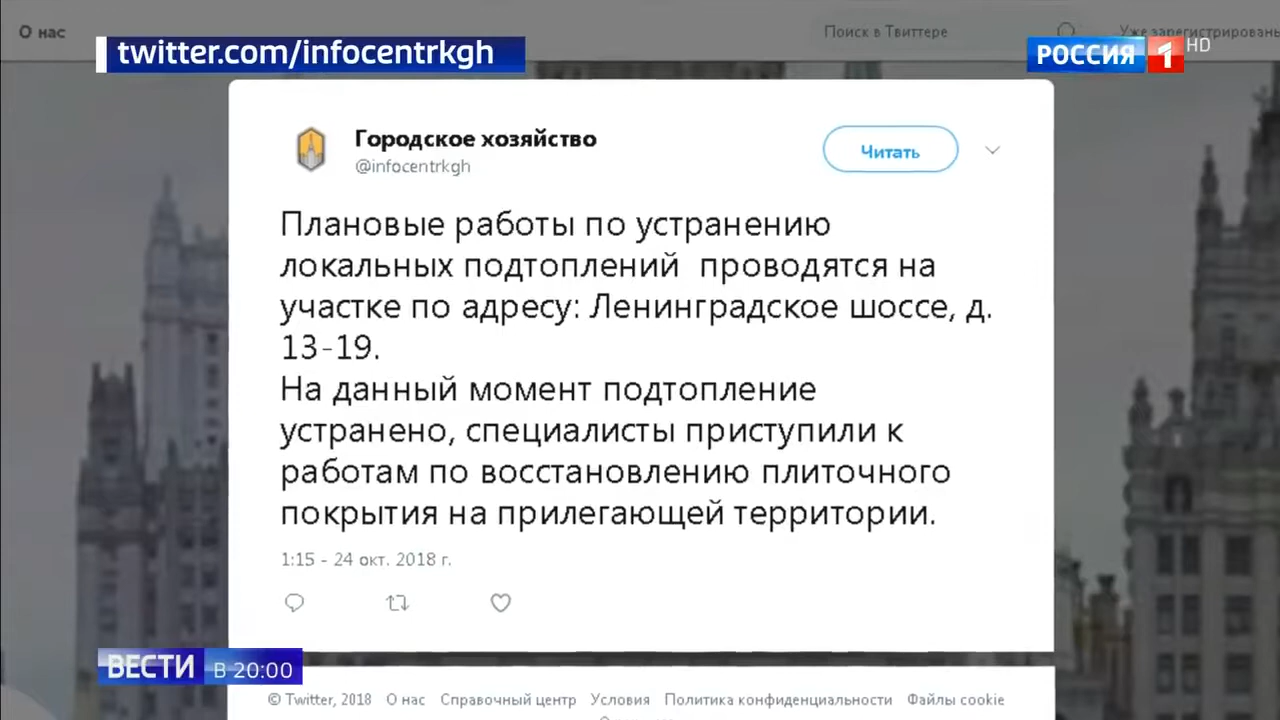 О нас
Поиск в Твиттере
Уже зарегистрированы
twitter.com/infocentrkgh
РОССИЯ 1 HD
Городское хозяйство
@infocentrkgh
Читать
Плановые работы по устранению
локальных подтоплений проводятся на
участке по адресу: Ленинградское шоссе, д.
13-19.
На данный момент подтопление
устранено, специалисты приступили к
работам по восстановлению плиточного
покрытия на прилегающей территории.
1:15 - 24 окт. 2018 г.
ВЕСТИ В 20:00
© Twitter, 2018 О нас Справочный центр Условия Политика конфиденциальности Файлы cookie